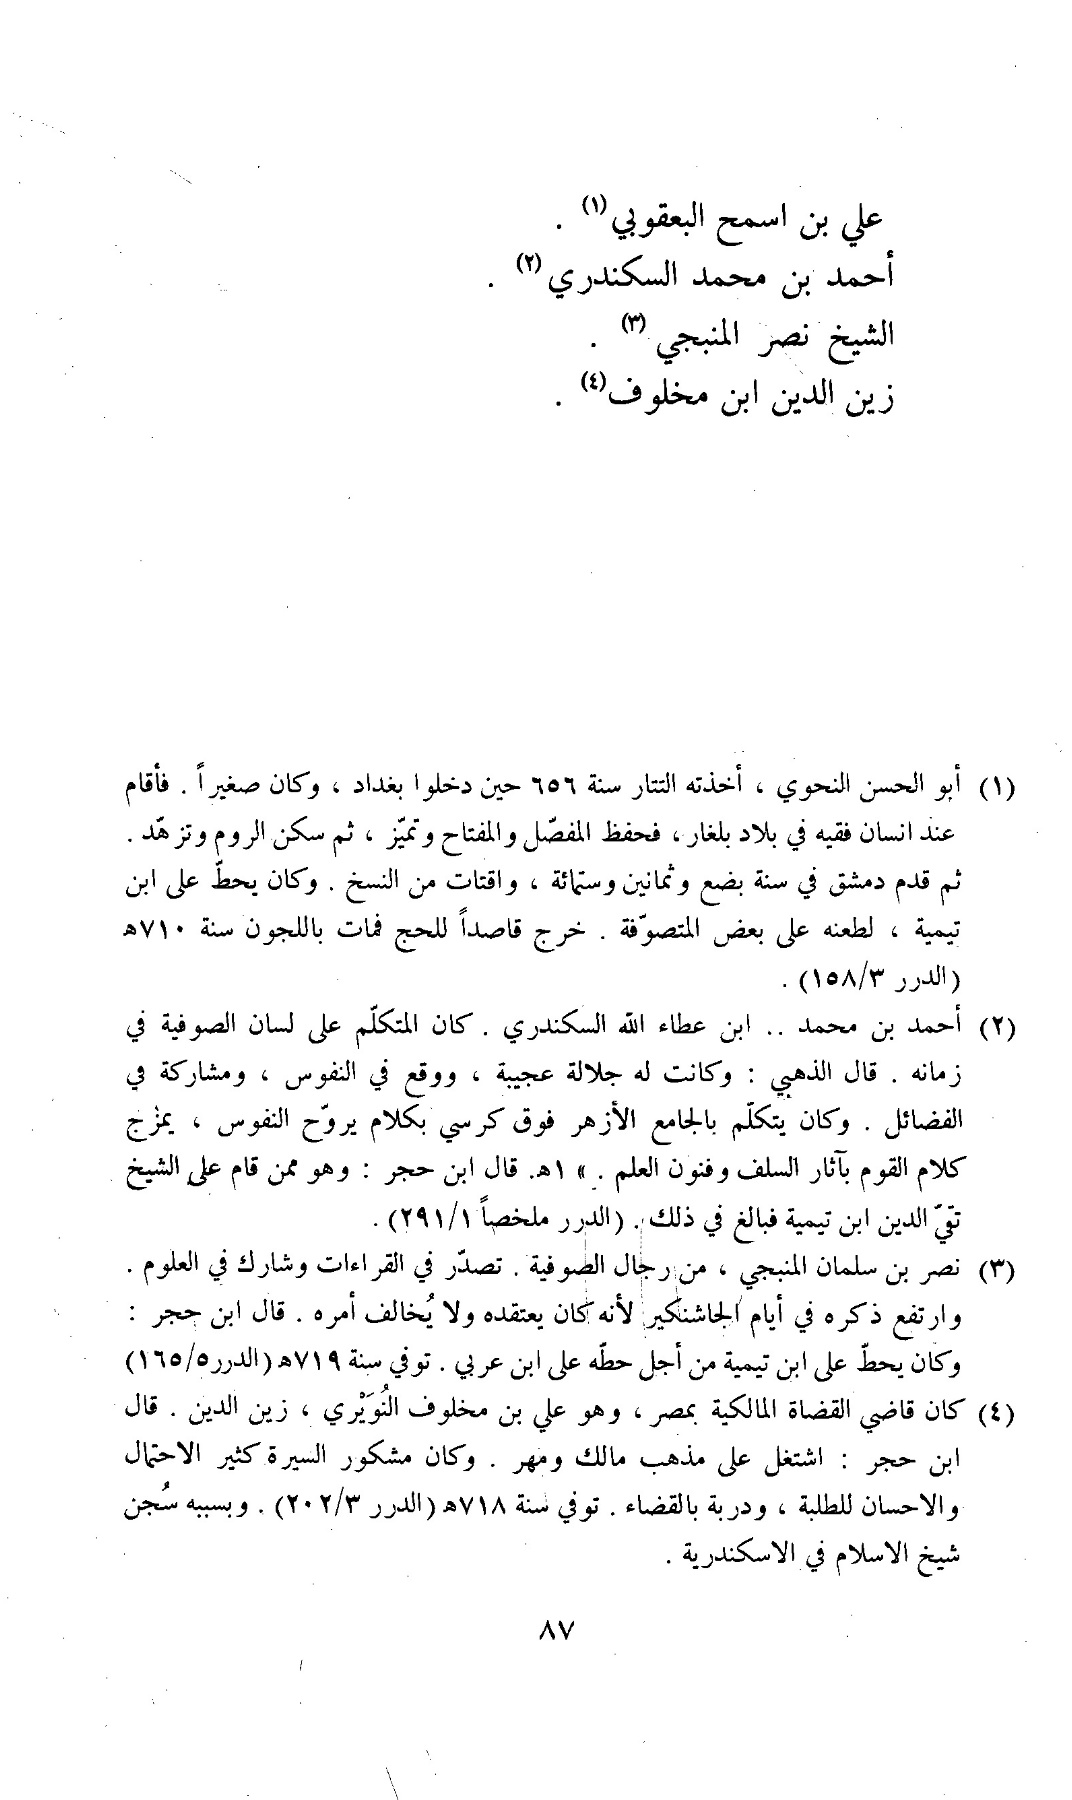 علي بن اسمح البعقوبي(١) .
أحمد بن محمد السكندري(٢) .
الشيخ نصر المنبجي(٣) .
زين الدين ابن مخلوف(٤) .
(١) أبو الحسن النحوي ، أخذته التتار سنة ٦٥٦ حين دخلوا بغداد ، وكان صغيراً . فأقام
عند انسان فقيه في بلاد بلغار ، فحفظ المفصّل والمفتاح وتميّز ، ثم سكن الروم وتزهّد .
ثم قدم دمشق في سنة بضع وثمانين وستمائة ، واقتات من النسخ . وكان يحطّ على ابن
تيمية ، لطعنه على بعض المتصوّفة . خرج قاصداً للحج فمات باللجون سنة ٧١٠هـ
(الدرر ١٥٨/٣) .
(٢) أحمد بن محمد .. ابن عطاء الله السكندري . كان المتكلّم على لسان الصوفية في
زمانه . قال الذهبي : وكانت له جلالة عجيبة ، ووقع في النفوس ، ومشاركة في
الفضائل . وكان يتكلّم بالجامع الأزهر فوق كرسي بكلام يروّح النفوس ، يمزج
كلام القوم بآثار السلف وفنون العلم . » ١هـ. قال ابن حجر : وهو ممن قام على الشيخ
تقيّ الدين ابن تيمية فبالغ في ذلك . (الدرر ملخصاً ٢٩١/١) .
(٣) نصر بن سلمان المنبجي ، من رجال الصوفية . تصدّر في القراءات وشارك في العلوم .
وارتفع ذكره في أيام الجاشنكير لأنه كان يعتقده ولا يُخالف أمره . قال ابن حجر :
وكان يحطّ على ابن تيمية من أجل حطّه على ابن عربي . توفي سنة ٧١٩هـ (الدرر١٦٥/٥)
(٤) كان قاضي القضاة المالكية بمصر ، وهو علي بن مخلوف النُوَيْري ، زين الدين . قال
ابن حجر : اشتغل على مذهب مالك ومهر . وكان مشكور السيرة كثير الاحتمال
والاحسان للطلبة ، ودربة بالقضاء . توفي سنة ٧١٨هـ (الدرر ٢٠٢/٣) . وبسببه سُجن
شيخ الاسلام في الاسكندرية .
٨٧